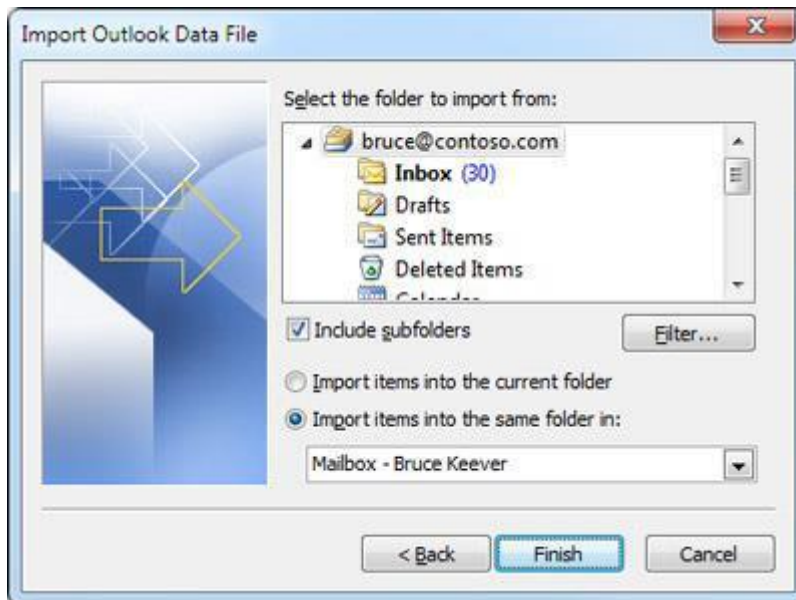 Import Outlook Data File
Select the folder to import from:
bruce@contoso.com
Inbox (30)
Drafts
Sent Items
Deleted Items
Calendar
Include subfolders
Filter...
Import items into the current folder
Import items into the same folder in:
Mailbox - Bruce Keever
< Back Finish Cancel